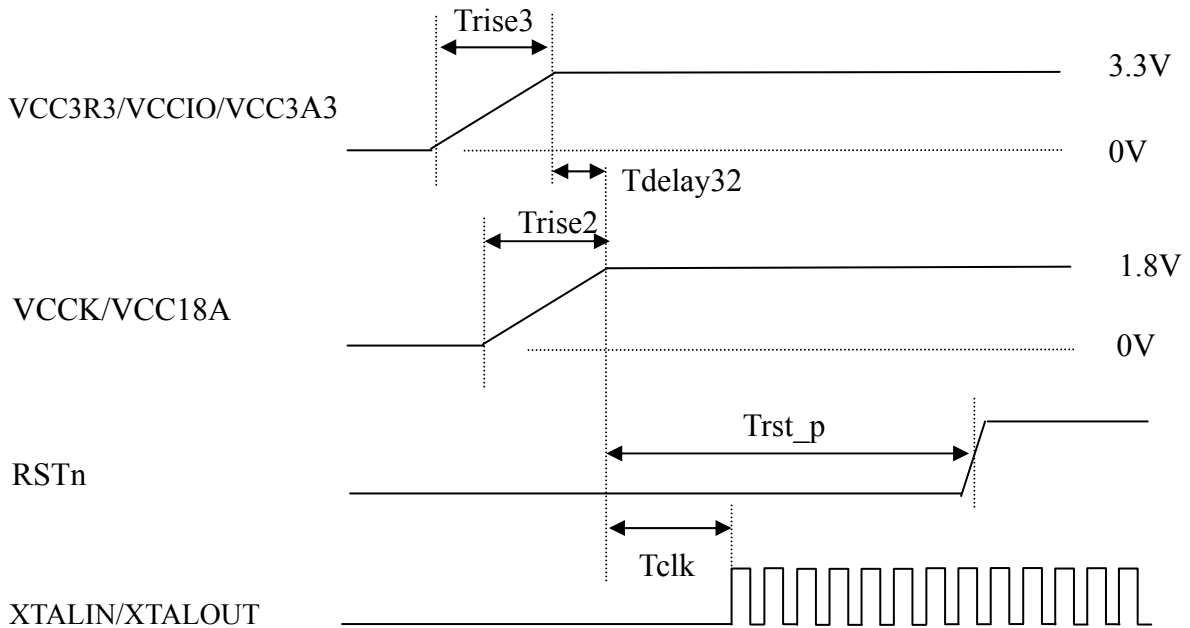 Trise3
3.3V
VCC3R3/VCCIO/VCC3A3
0V
Tdelay32
Trise2
1.8V
VCCK/VCC18A
0V
Trst_p
RSTn
Tclk
XTALIN/XTALOUT